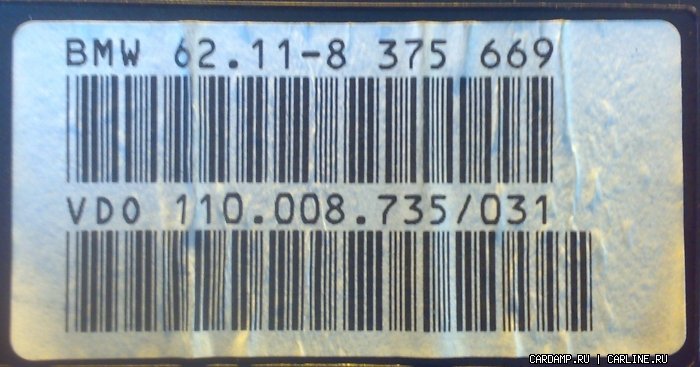 BMW 62.11-8 375 669
VDO 110.008.735/031
CARDAMP.RU | CARLINE.RU